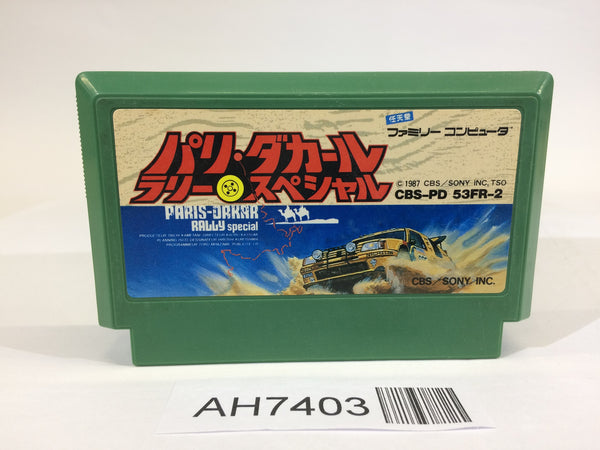 任天堂
ファミリー コンピュータ
パリ・ダカール
ラリー スペシャル
© 1987 CBS/SONY INC, TSO
CBS-PD 53FR-2
PARIS-DAKAR
RALLY special
CBS/SONY INC.
AH7403